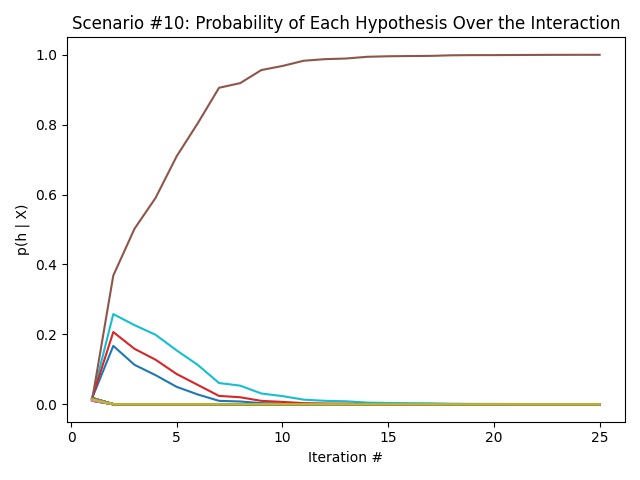 Scenario #10: Probability of Each Hypothesis Over the Interaction
1.0
0.8
0.6
0.4
0.2
0.0
p(h | X)
0 5 10 15 20 25
Iteration #